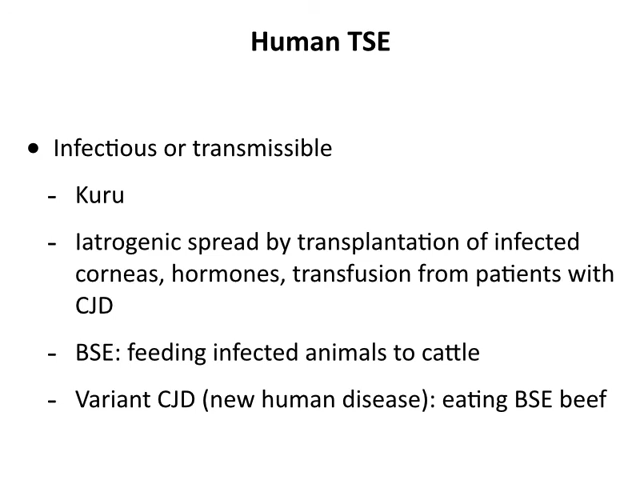 Human TSE
• Infectious or transmissible
- Kuru
- Iatrogenic spread by transplantation of infected
corneas, hormones, transfusion from patients with
CJD
- BSE: feeding infected animals to cattle
- Variant CJD (new human disease): eating BSE beef